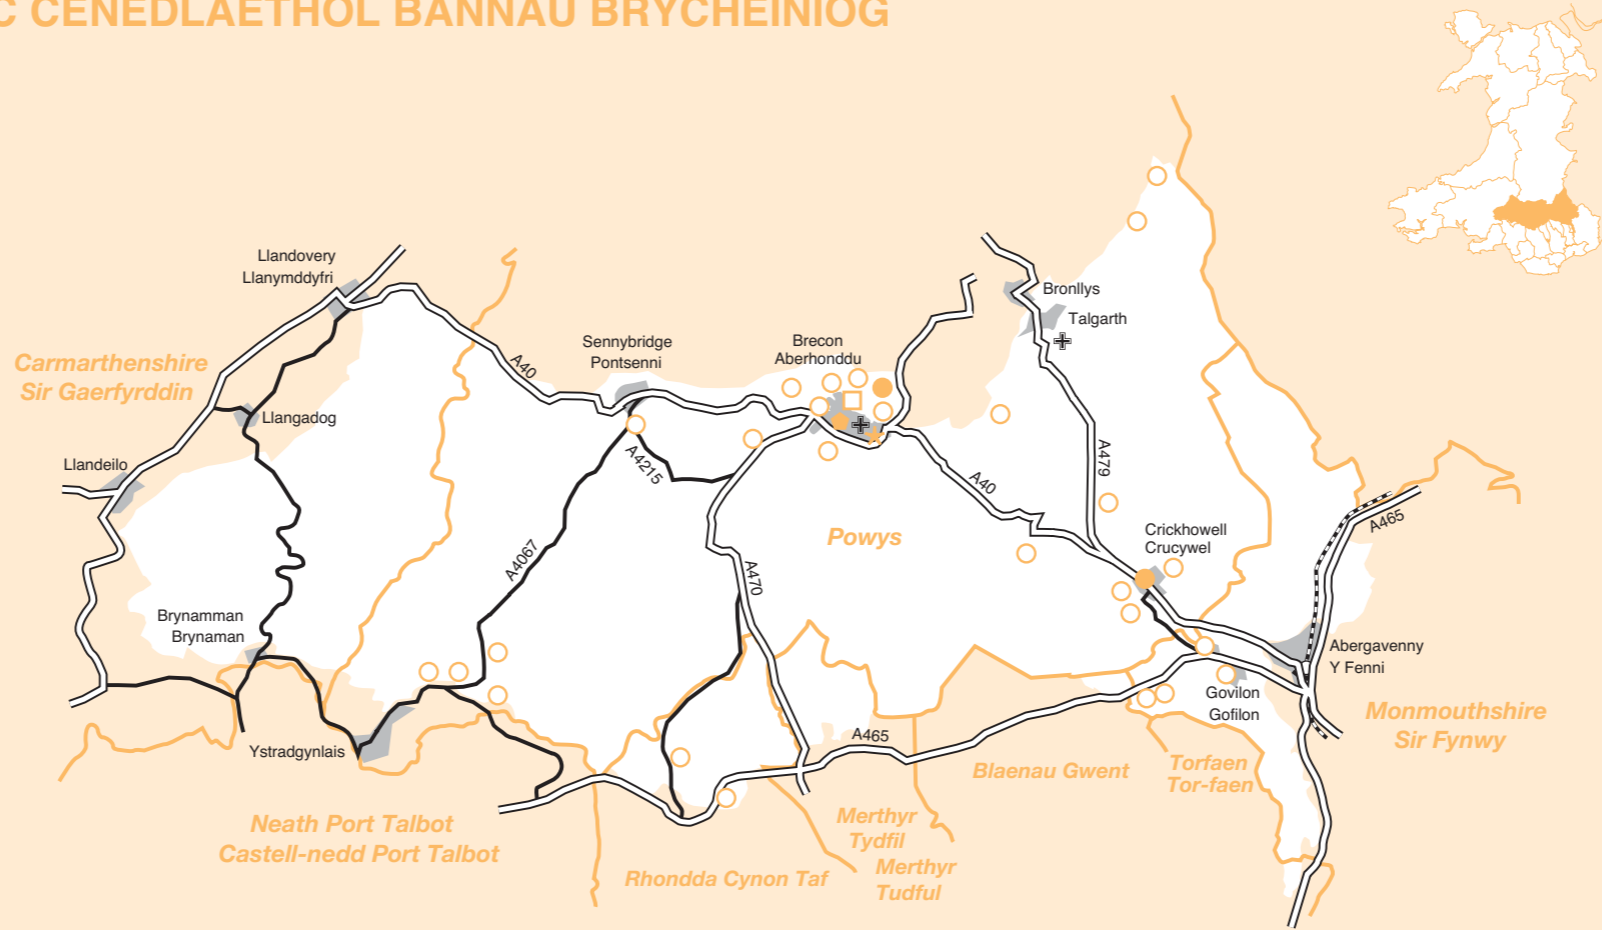 C CENEDLAETHOL BANNAU BRYCHEINIOG
Llandovery
Llanymddyfri
Carmarthenshire
Sir Gaerfyrddin
Llangadog
Llandeilo
A40
Sennybridge
Pontsenni
Brecon
Aberhonddu
Bronllys
Talgarth
A4215
A4067
A470
Powys
A40
A479
Crickhowell
Crucywel
A465
Brynamman
Brynaman
Ystradgynlais
Abergavenny
Y Fenni
Govilon
Gofilon
Monmouthshire
Sir Fynwy
A465
Blaenau Gwent
Torfaen
Tor-faen
Neath Port Talbot
Castell-nedd Port Talbot
Rhondda Cynon Taf
Merthyr
Tydfil
Merthyr
Tudful